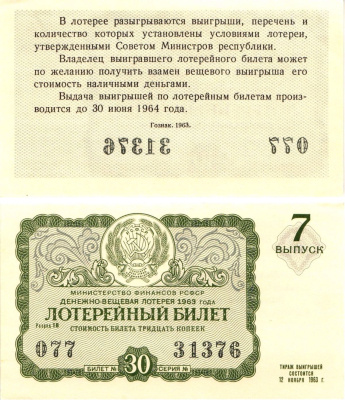 В лотерее разыгрываются выигрыши, перечень и
количество которых установлены условиями лотереи,
утвержденными Советом Министров республики.
Владелец выигравшего лотерейного билета может
по желанию получить взамен вещевого выигрыша его
стоимость наличными деньгами.
Выдача выигрышей по лотерейным билетам произ-
водится до 30 июня 1964 года.
Гознак. 1963.
31376 077
7
ВЫПУСК
МИНИСТЕРСТВО ФИНАНСОВ РСФСР
ДЕНЕЖНО-ВЕЩЕВАЯ ЛОТЕРЕЯ 1963 ГОДА
ЛОТЕРЕЙНЫЙ БИЛЕТ
Разряд
СТОИМОСТЬ БИЛЕТА ТРИДЦАТЬ КОПЕЕК
077 31376
БИЛЕТ № 30 СЕРИЯ №
ТИРАЖ ВЫИГРЫШЕЙ
СОСТОИТСЯ
12 НОЯБРЯ 1963 г.